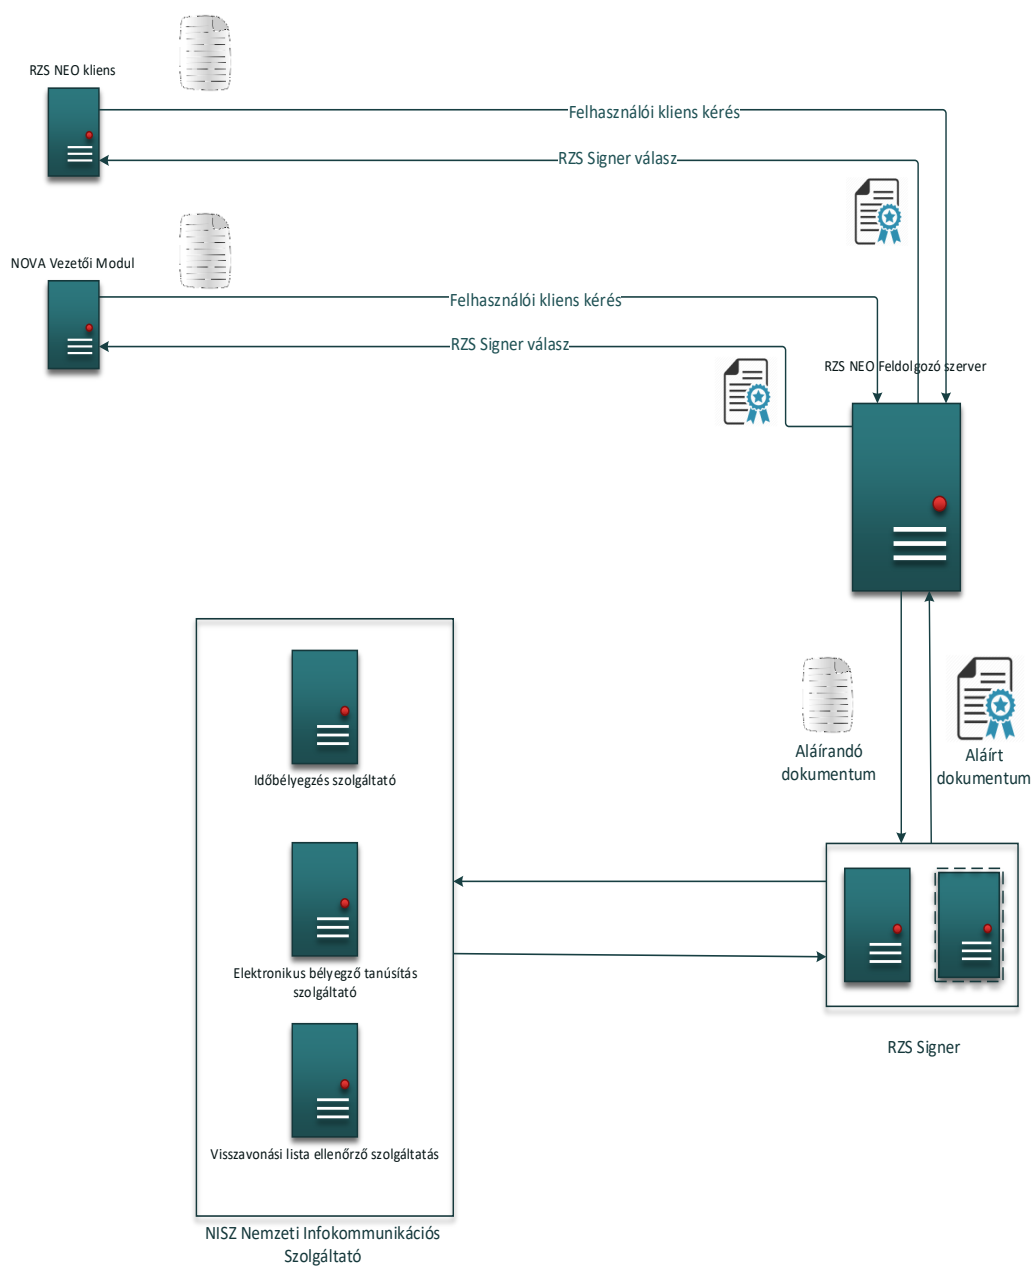 RZS NEO kliens
Felhasználói kliens kérés
RZS Signer válasz
NOVA Vezetői Modul
Felhasználói kliens kérés
RZS Signer válasz
RZS NEO Feldolgozó szerver
Aláírandó
dokumentum
Aláírt
dokumentum
Időbélyegzés szolgáltató
Elektronikus bélyegző tanúsítás
szolgáltató
RZS Signer
Visszavonási lista ellenőrző szolgáltatás
NISZ Nemzeti Infokommunikációs
Szolgáltató